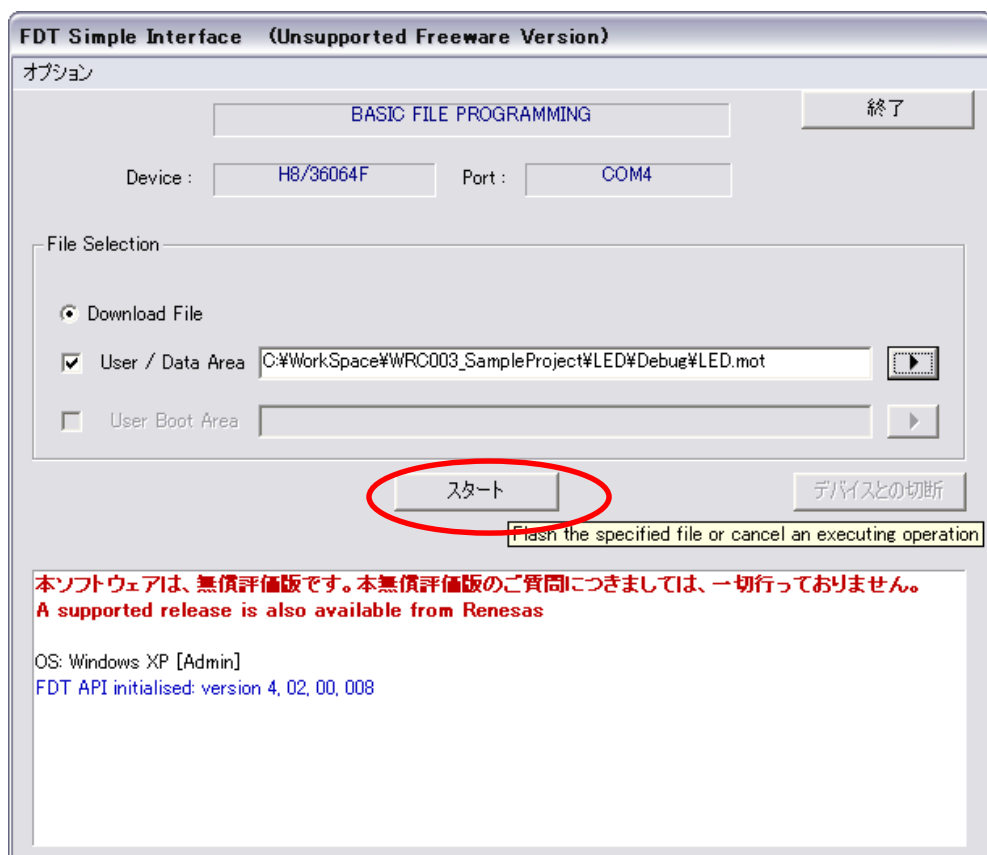 FDT Simple Interface (Unsupported Freeware Version)
オプション
BASIC FILE PROGRAMMING
終了
Device : H8/36064F Port : COM4
File Selection
Download File
User / Data Area C:¥WorkSpace¥WRC003_SampleProject¥LED¥Debug¥LED.mot
User Boot Area
スタート
デバイスとの切断
Flash the specified file or cancel an executing operation
本ソフトウェアは、無償評価版です。本無償評価版のご質問につきましては、一切行っておりません。
A supported release is also available from Renesas
OS: Windows XP [Admin]
FDT API initialised: version 4, 02, 00, 008